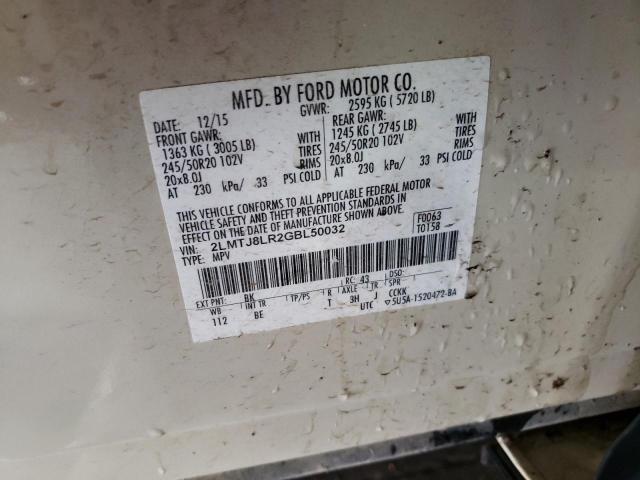 MFD. BY FORD MOTOR CO.
DATE: 12/15 GVWR: 2595 KG ( 5720 LB)
FRONT GAWR: REAR GAWR:
1363 KG ( 3005 LB) WITH 1245 KG ( 2745 LB) WITH
245/50R20 102V TIRES 245/50R20 102V TIRES
20x8.0J RIMS 20x8.0J RIMS
AT 230 kPa/ 33 PSI COLD AT 230 kPa/ 33 PSI COLD
THIS VEHICLE CONFORMS TO ALL APPLICABLE FEDERAL MOTOR
VEHICLE SAFETY AND THEFT PREVENTION STANDARDS IN
EFFECT ON THE DATE OF MANUFACTURE SHOWN ABOVE.
VIN: 2LMTJ8LR2GBL50032 F0063
TYPE: MPV T0158
EXT PNT: BK RC: 43 DSO:
WB INT TR TP/PS R AXLE TR SPR
112 BE T 3H J CCKK
UTC 5U5A-1520472-BA